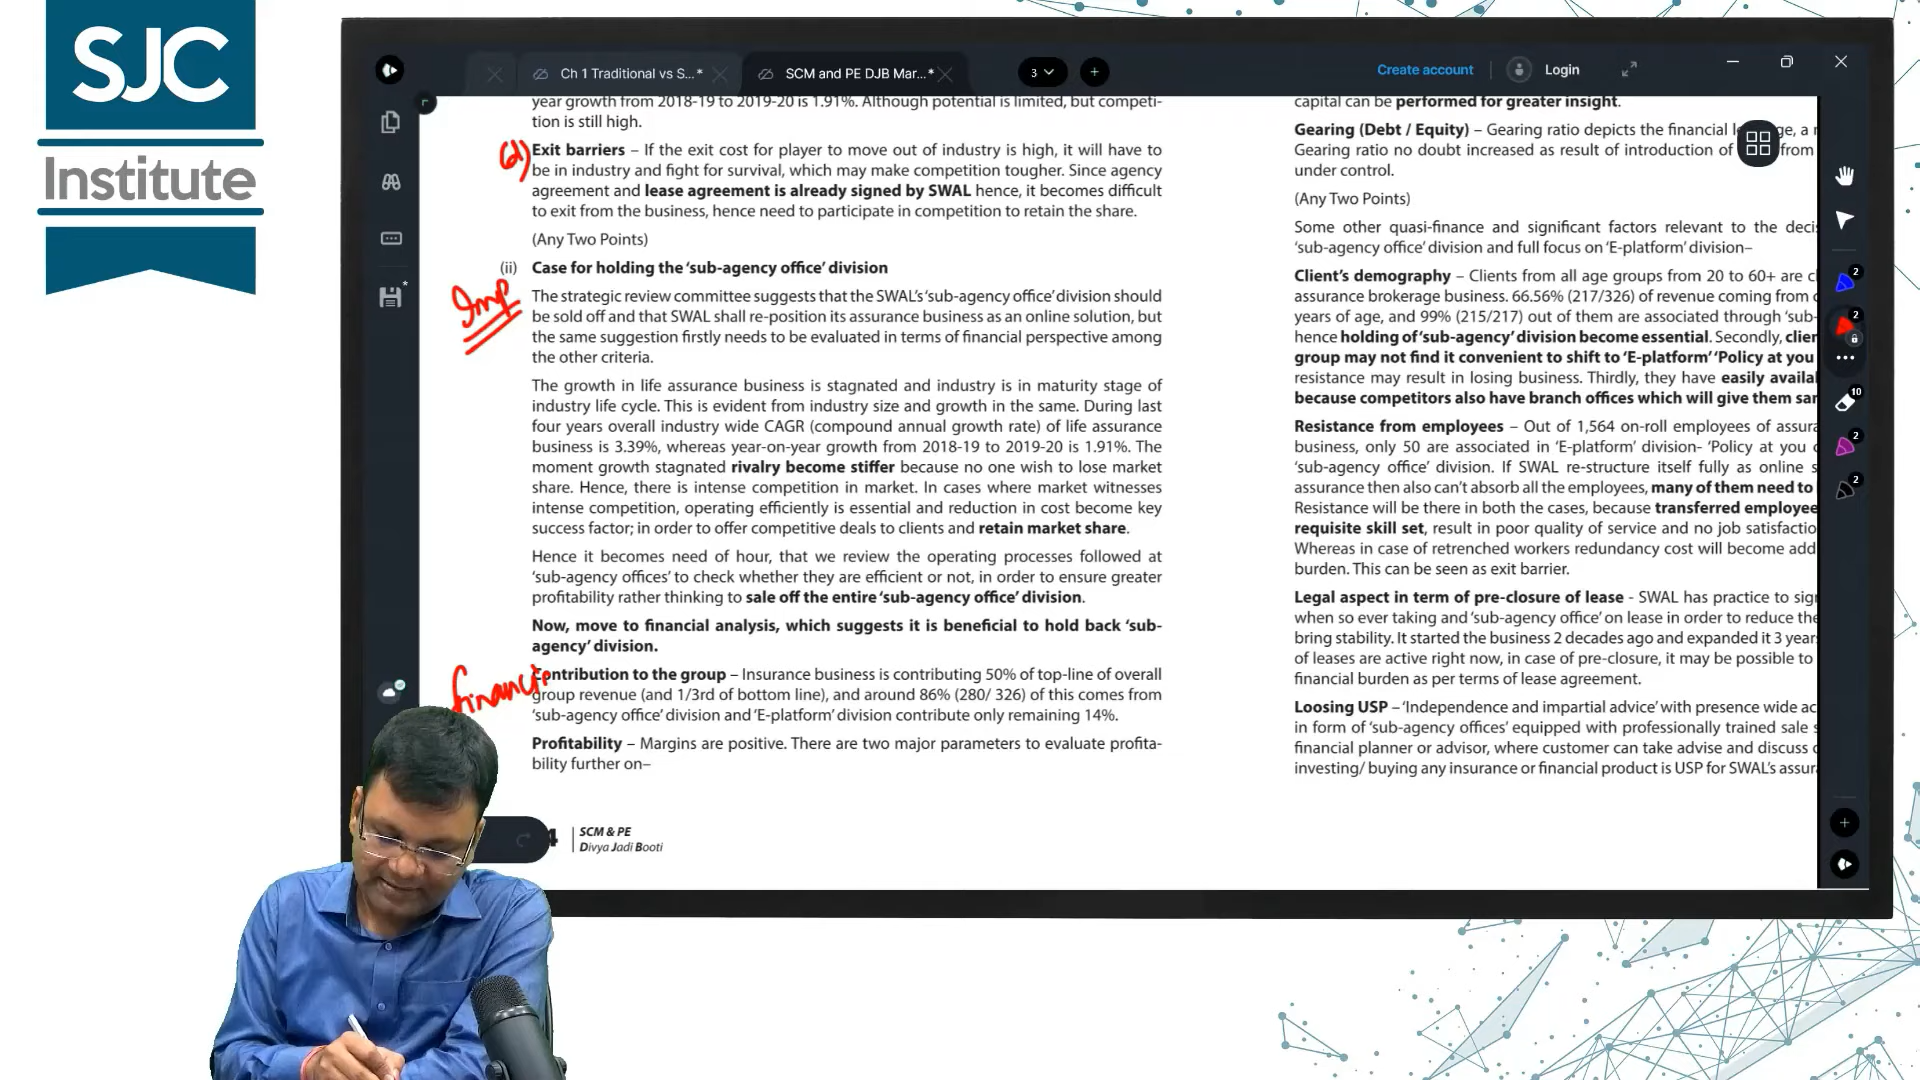 SJC
Institute
Ch 1 Traditional vs S...*
SCM and PE DJB Mar...*
3
Create account
Login
year growth from 2018-19 to 2019-20 is 1.91%. Although potential is limited, but competi-
tion is still high.
(d) Exit barriers – If the exit cost for player to move out of industry is high, it will have to
be in industry and fight for survival, which may make competition tougher. Since agency
agreement and lease agreement is already signed by SWAL hence, it becomes difficult
to exit from the business, hence need to participate in competition to retain the share.
(Any Two Points)
(ii) Case for holding the ‘sub-agency office’ division
Imp
The strategic review committee suggests that the SWAL’s ‘sub-agency office’ division should
be sold off and that SWAL shall re-position its assurance business as an online solution, but
the same suggestion firstly needs to be evaluated in terms of financial perspective among
the other criteria.
The growth in life assurance business is stagnated and industry is in maturity stage of
industry life cycle. This is evident from industry size and growth in the same. During last
four years overall industry wide CAGR (compound annual growth rate) of life assurance
business is 3.39%, whereas year-on-year growth from 2018-19 to 2019-20 is 1.91%. The
moment growth stagnated rivalry become stiffer because no one wish to lose market
share. Hence, there is intense competition in market. In cases where market witnesses
intense competition, operating efficiently is essential and reduction in cost become key
success factor; in order to offer competitive deals to clients and retain market share.
Hence it becomes need of hour, that we review the operating processes followed at
‘sub-agency offices’ to check whether they are efficient or not, in order to ensure greater
profitability rather thinking to sale off the entire ‘sub-agency office’ division.
Now, move to financial analysis, which suggests it is beneficial to hold back ‘sub-
agency’ division.
Contribution to the group – Insurance business is contributing 50% of top-line of overall
group revenue (and 1/3rd of bottom line), and around 86% (280/ 326) of this comes from
‘sub-agency office’ division and ‘E-platform’ division contribute only remaining 14%.
Profitability – Margins are positive. There are two major parameters to evaluate profita-
bility further on–
4
SCM & PE
Divya Jadi Booti
capital can be performed for greater insight.
Gearing (Debt / Equity) – Gearing ratio depicts the financial
Gearing ratio no doubt increased as result of introduction of from
under control.
(Any Two Points)
Some other quasi-finance and significant factors relevant to the
‘sub-agency office’ division and full focus on ‘E-platform’ division–
Client’s demography – Clients from all age groups from 20 to 60+ are
assurance brokerage business. 66.56% (217/326) of revenue coming from
years of age, and 99% (215/217) out of them are associated through ‘sub-
hence holding of ‘sub-agency’ division become essential. Secondly,
group may not find it convenient to shift to ‘E-platform’ ‘Policy at you
resistance may result in losing business. Thirdly, they have easily
because competitors also have branch offices which will give them
Resistance from employees – Out of 1,564 on-roll employees of
business, only 50 are associated in ‘E-platform’ division- ‘Policy at you
‘sub-agency office’ division. If SWAL re-structure itself fully as online
assurance then also can’t absorb all the employees, many of them need to
Resistance will be there in both the cases, because transferred
requisite skill set, result in poor quality of service and no job
Whereas in case of retrenched workers redundancy cost will become
burden. This can be seen as exit barrier.
Legal aspect in term of pre-closure of lease - SWAL has practice to
when so ever taking and ‘sub-agency office’ on lease in order to reduce the
bring stability. It started the business 2 decades ago and expanded it 3
of leases are active right now, in case of pre-closure, it may be possible to
financial burden as per terms of lease agreement.
Loosing USP – ‘Independence and impartial advice’ with presence wide
in form of ‘sub-agency offices’ equipped with professionally trained sale
financial planner or advisor, where customer can take advise and discuss
investing/ buying any insurance or financial product is USP for SWAL’s
2
2
10
2
2